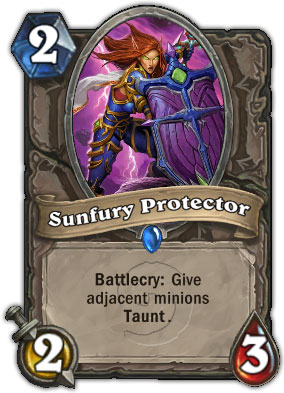 2
Sunfury Protector
Battlecry: Give
adjacent minions
Taunt.
2
3